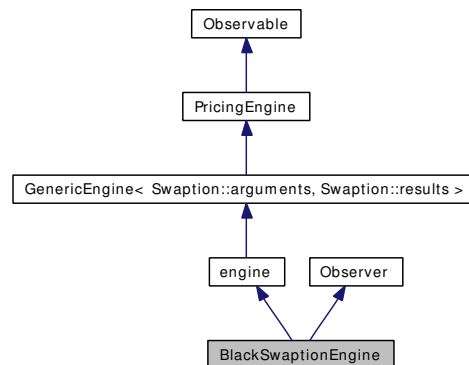 Observable
PricingEngine
GenericEngine< Swaption::arguments, Swaption::results >
engine
Observer
BlackSwaptionEngine